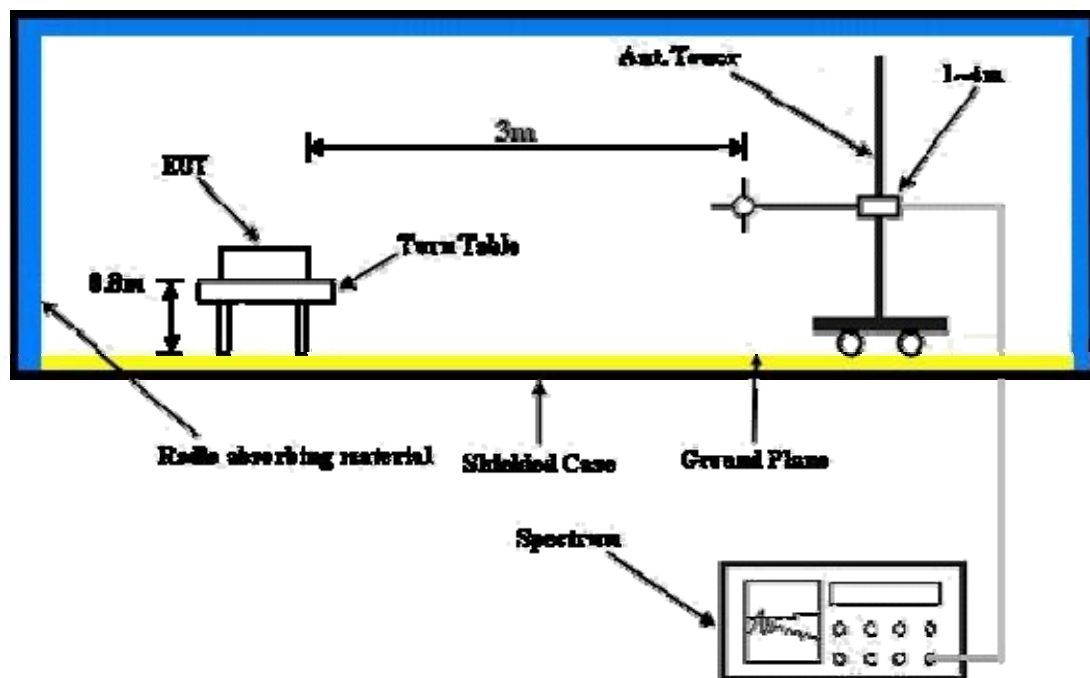 Ant. Tower
1~4m
3m
EUT
Turn Table
0.8m
Radio absorbing material
Shielded Case
Ground Plane
Spectrum